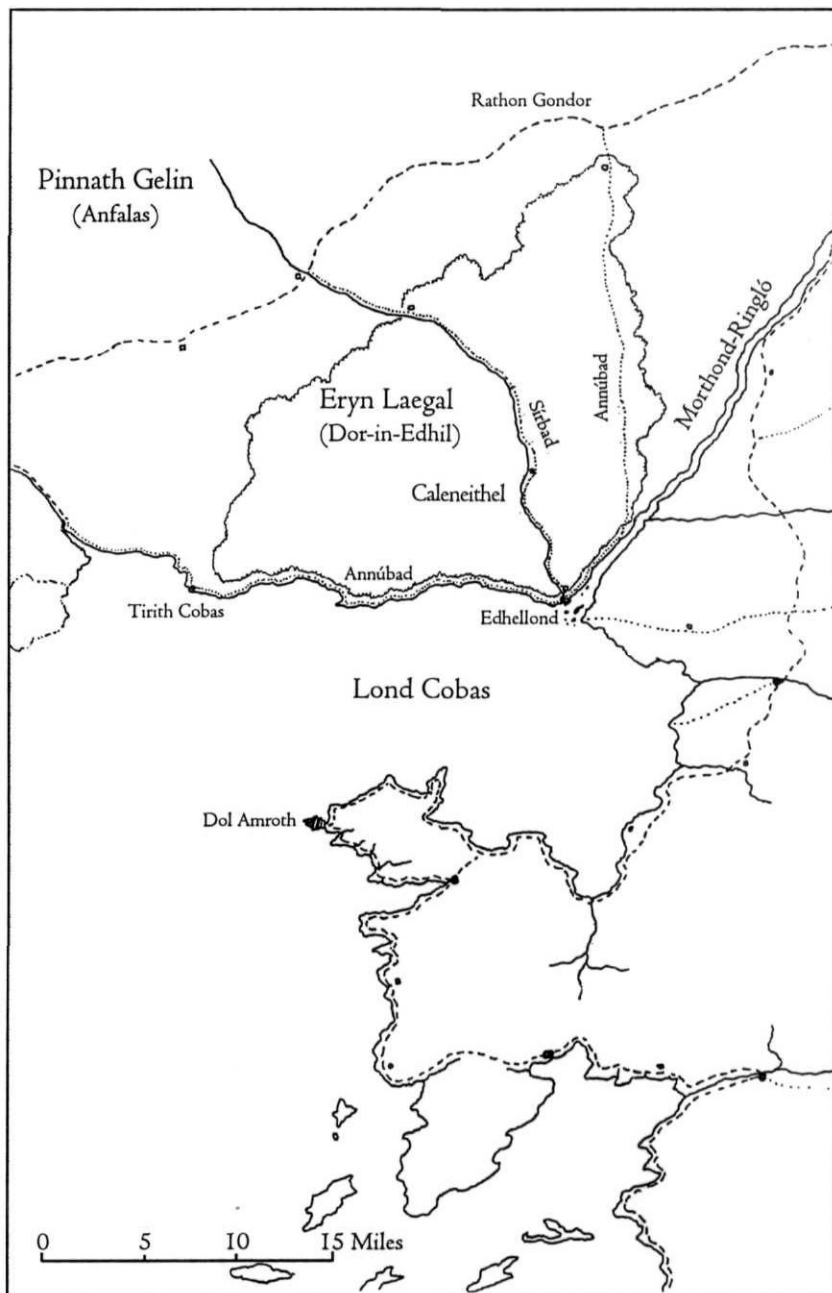 Rathon Gondor
Pinnath Gelin
(Anfalas)
Morthond-Ringló
Annúbad
Eryn Laegal
(Dor-in-Edhil)
Sírbad
Caleneithel
Annúbad
Tirith Cobas
Edhellond
Lond Cobas
Dol Amroth
0 5 10 15 Miles